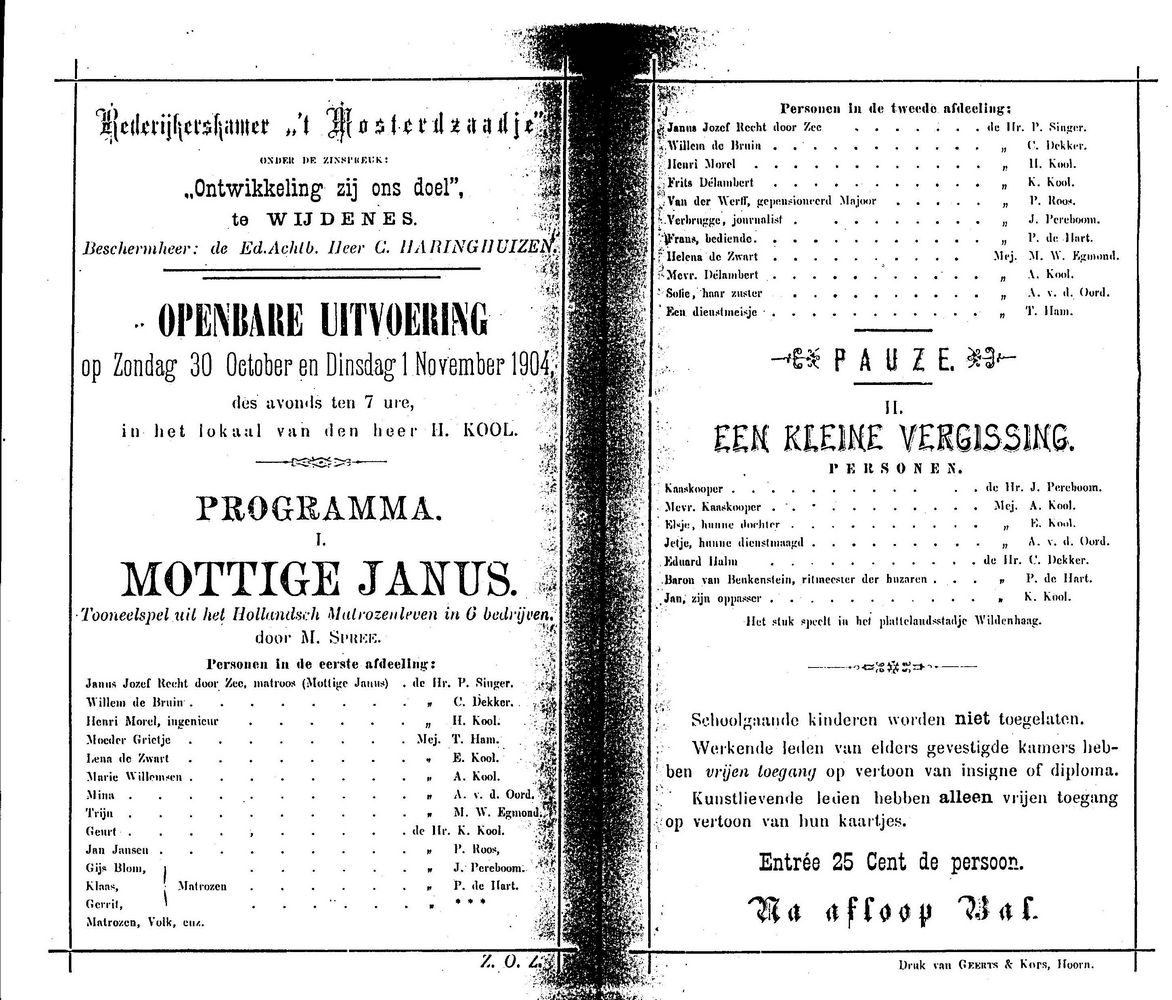 Rederijkerskamer „'t Mosterdzaadje”
ONDER DE ZINSPREUK:
„Ontwikkeling zij ons doel”,
te WIJDENES.
Beschermheer: de Ed.Achtb. Heer C. HARINGHUIZEN.
OPENBARE UITVOERING
op Zondag 30 October en Dinsdag 1 November 1904,
des avonds ten 7 ure,
in het lokaal van den heer H. KOOL.
PROGRAMMA.
I.
MOTTIGE JANUS.
Tooneelspel uit het Hollandsch Matrozenleven in 6 bedrijven.
door M. SPREE.
Personen in de eerste afdeeling:
Janus Jozef Recht door Zee, matroos (Mottige Janus) . de Hr. P. Singer.
Willem de Bruin . . . . . . . „ C. Dekker.
Henri Morel, ingenieur . . . . . „ H. Kool.
Moeder Grietje . . . . . . . Mej. T. Ham.
Lena de Zwart . . . . . . . „ E. Kool.
Marie Willemsen . . . . . . . „ A. Kool.
Mina . . . . . . . . „ A. v. d. Oord.
Trijn . . . . . . . . „ M. W. Egmond.
Geurt . . . . . . . . de Hr. K. Kool.
Jan Jansen . . . . . . . „ P. Roos,
Gijs Blom, . . . . . „ J. Pereboom.
Klaas, Matrozen . . . . . „ P. de Hart.
Gerrit, . . . . . „ * * *
Matrozen, Volk, enz.
Z. O. Z.
Personen in de tweede afdeeling:
Janus Jozef Recht door Zee . . . . . . de Hr. P. Singer.
Willem de Bruin . . . . . . . . . . „ C. Dekker.
Henri Morel . . . . . . . . . . „ H. Kool.
Frits Délambert . . . . . . . . . . „ K. Kool.
Van der Werff, gepensioneerd Majoor . . . . . „ P. Roos.
Verbrugge, journalist . . . . . . . . . „ J. Pereboom.
Frans, bediende. . . . . . . . . . . „ P. de Hart.
Helena de Zwart . . . . . . . . . Mej. M. W. Egmond.
Mevr. Délambert . . . . . . . . . . „ A. Kool.
Sofie, haar zuster . . . . . . . . . „ A. v. d. Oord.
Een dienstmeisje . . . . . . . . . . „ T. Ham.
PAUZE.
II.
EEN KLEINE VERGISSING.
PERSONEN.
Kaaskooper . . . . . . . . . . de Hr. J. Pereboom.
Mevr. Kaaskooper . . . . . . . . . Mej. A. Kool.
Elsje, hunne dochter . . . . . . . . „ E. Kool.
Jetje, hunne dienstmaagd . . . . . . . . „ A. v. d. Oord.
Eduard Halm . . . . . . . . . de Hr. C. Dekker.
Baron van Benkenstein, ritmeester der huzaren . . . „ P. de Hart.
Jan, zijn oppasser . . . . . . . . . „ K. Kool.
Het stuk speelt in het plattelandsstadje Wildenhaag.
Schoolgaande kinderen worden niet toegelaten.
Werkende leden van elders gevestigde kamers heb-
ben vrijen toegang op vertoon van insigne of diploma.
Kunstlievende leden hebben alleen vrijen toegang
op vertoon van hun kaartjes.
Entrée 25 Cent de persoon.
Na afloop Bal.
Druk van GEERTS & KORS, Hoorn.